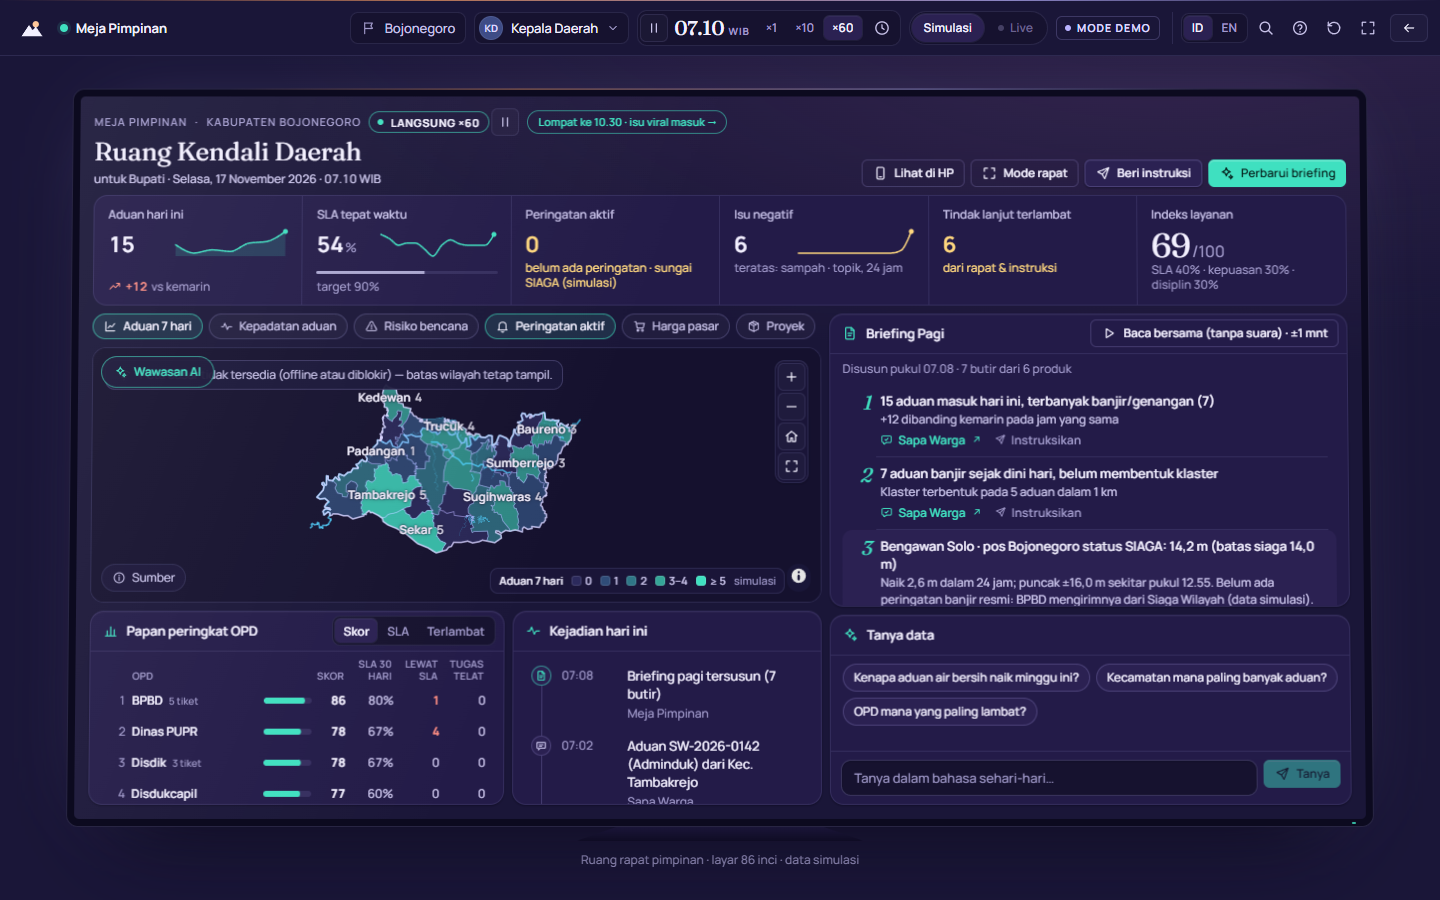 Meja Pimpinan
Bojonegoro
KD Kepala Daerah
07.10 WIB ×1 ×10 ×60
Simulasi Live
MODE DEMO
ID EN
MEJA PIMPINAN - KABUPATEN BOJONEGORO
LANGSUNG ×60
Lompat ke 10.30 · isu viral masuk →
Ruang Kendali Daerah
untuk Bupati · Selasa, 17 November 2026 · 07.10 WIB
Lihat di HP
Mode rapat
Beri instruksi
Perbarui briefing
Aduan hari ini
15
+12 vs kemarin
SLA tepat waktu
54%
target 90%
Peringatan aktif
0
belum ada peringatan · sungai
SIAGA (simulasi)
Isu negatif
6
teratas: sampah · topik, 24 jam
Tindak lanjut terlambat
6
dari rapat & instruksi
Indeks layanan
69/100
SLA 40% · kepuasan 30% ·
disiplin 30%
Aduan 7 hari
Kepadatan aduan
Risiko bencana
Peringatan aktif
Harga pasar
Proyek
Wawasan AI
tersedia (offline atau diblokir) — batas wilayah tetap tampil.
Kedewan 4
Trucuk 4
Baureno 3
Padangan 1
Sumberrejo 3
Tambakrejo 5
Sugihwaras 4
Sekar 5
+
−
Sumber
Aduan 7 hari 0 1 2 3–4 ≥ 5 simulasi
Briefing Pagi
Baca bersama (tanpa suara) · ±1 mnt
Disusun pukul 07.08 · 7 butir dari 6 produk
1 15 aduan masuk hari ini, terbanyak banjir/genangan (7)
+12 dibanding kemarin pada jam yang sama
Sapa Warga ↗ Instruksikan
2 7 aduan banjir sejak dini hari, belum membentuk klaster
Klaster terbentuk pada 5 aduan dalam 1 km
Sapa Warga ↗ Instruksikan
3 Bengawan Solo · pos Bojonegoro status SIAGA: 14,2 m (batas siaga 14,0
m)
Naik 2,6 m dalam 24 jam; puncak ±16,0 m sekitar pukul 12.55. Belum ada
peringatan banjir resmi: BPBD mengirimnya dari Siaga Wilayah (data simulasi).
Papan peringkat OPD
Skor SLA Terlambat
OPD SKOR SLA 30 HARI LEWAT SLA TUGAS TELAT
1 BPBD 5 tiket 86 80% 1 0
2 Dinas PUPR 78 67% 4 0
3 Disdik 3 tiket 78 67% 0 0
4 Disdukcapil 77 60% 0 0
Kejadian hari ini
07:08 Briefing pagi tersusun (7
butir)
Meja Pimpinan
07:02 Aduan SW-2026-0142
(Adminduk) dari Kec.
Tambakrejo
Sapa Warga
Tanya data
Kenapa aduan air bersih naik minggu ini?
Kecamatan mana paling banyak aduan?
OPD mana yang paling lambat?
Tanya dalam bahasa sehari-hari...
Tanya
Ruang rapat pimpinan · layar 86 inci · data simulasi